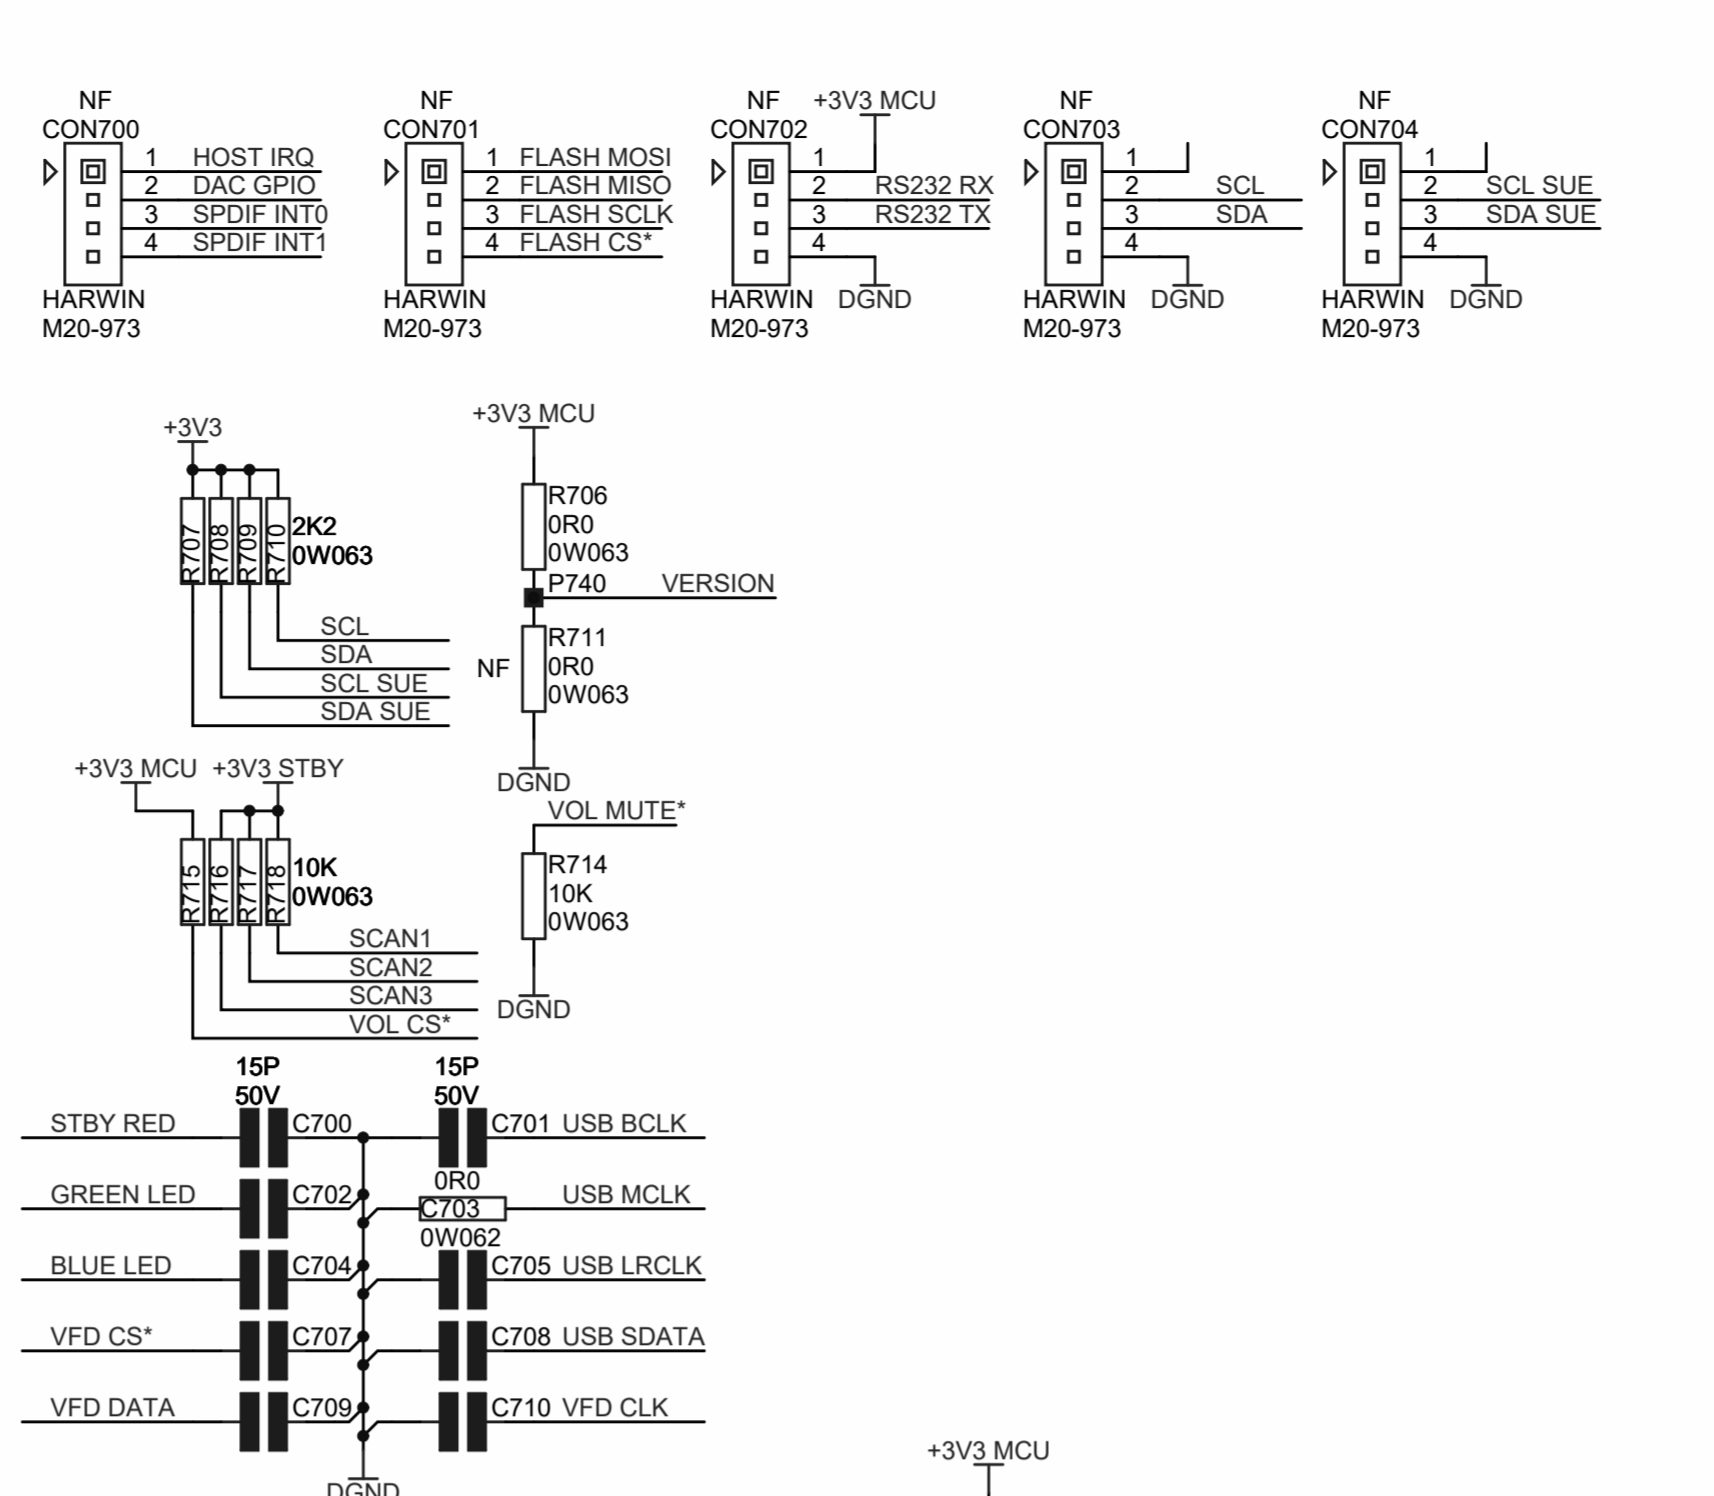 NF
CON700
1 HOST IRQ
2 DAC GPIO
3 SPDIF INT0
4 SPDIF INT1
HARWIN
M20-973
NF
CON701
1 FLASH MOSI
2 FLASH MISO
3 FLASH SCLK
4 FLASH CS*
HARWIN
M20-973
NF
+3V3 MCU
CON702
1
2 RS232 RX
3 RS232 TX
4
HARWIN
DGND
M20-973
NF
CON703
1
2 SCL
3 SDA
4
HARWIN
DGND
M20-973
NF
CON704
1
2 SCL SUE
3 SDA SUE
4
HARWIN
DGND
M20-973
+3V3
R707
R708
R709
R710
2K2
0W063
SCL
SDA
SCL SUE
SDA SUE
+3V3 MCU
R706
0R0
0W063
P740
VERSION
NF
R711
0R0
0W063
DGND
+3V3 MCU
+3V3 STBY
R715
R716
R717
R718
10K
0W063
SCAN1
SCAN2
SCAN3
VOL CS*
VOL MUTE*
R714
10K
0W063
DGND
15P
50V
15P
50V
STBY RED
C700
C701
USB BCLK
GREEN LED
C702
0R0
C703
0W062
USB MCLK
BLUE LED
C704
C705
USB LRCLK
VFD CS*
C707
C708
USB SDATA
VFD DATA
C709
C710
VFD CLK
DGND
+3V3 MCU